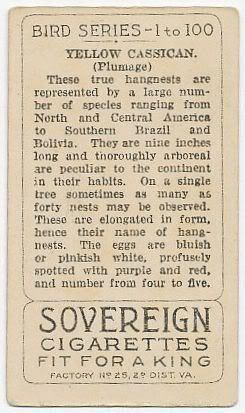 BIRD SERIES-1 to 100
YELLOW CASSICAN.
(Plumage)
These true hangnests are
represented by a large num-
ber of species ranging from
North and Central America
to Southern Brazil and
Bolivia. They are nine inches
long and thoroughly arboreal
are peculiar to the continent
in their habits. On a single
tree sometimes as many as
forty nests may be observed.
These are elongated in form,
hence their name of hang-
nests. The eggs are bluish
or pinkish white, profusely
spotted with purple and red,
and number from four to five.
SOVEREIGN
CIGARETTES
FIT FOR A KING
FACTORY No 25, 2D DIST. VA.